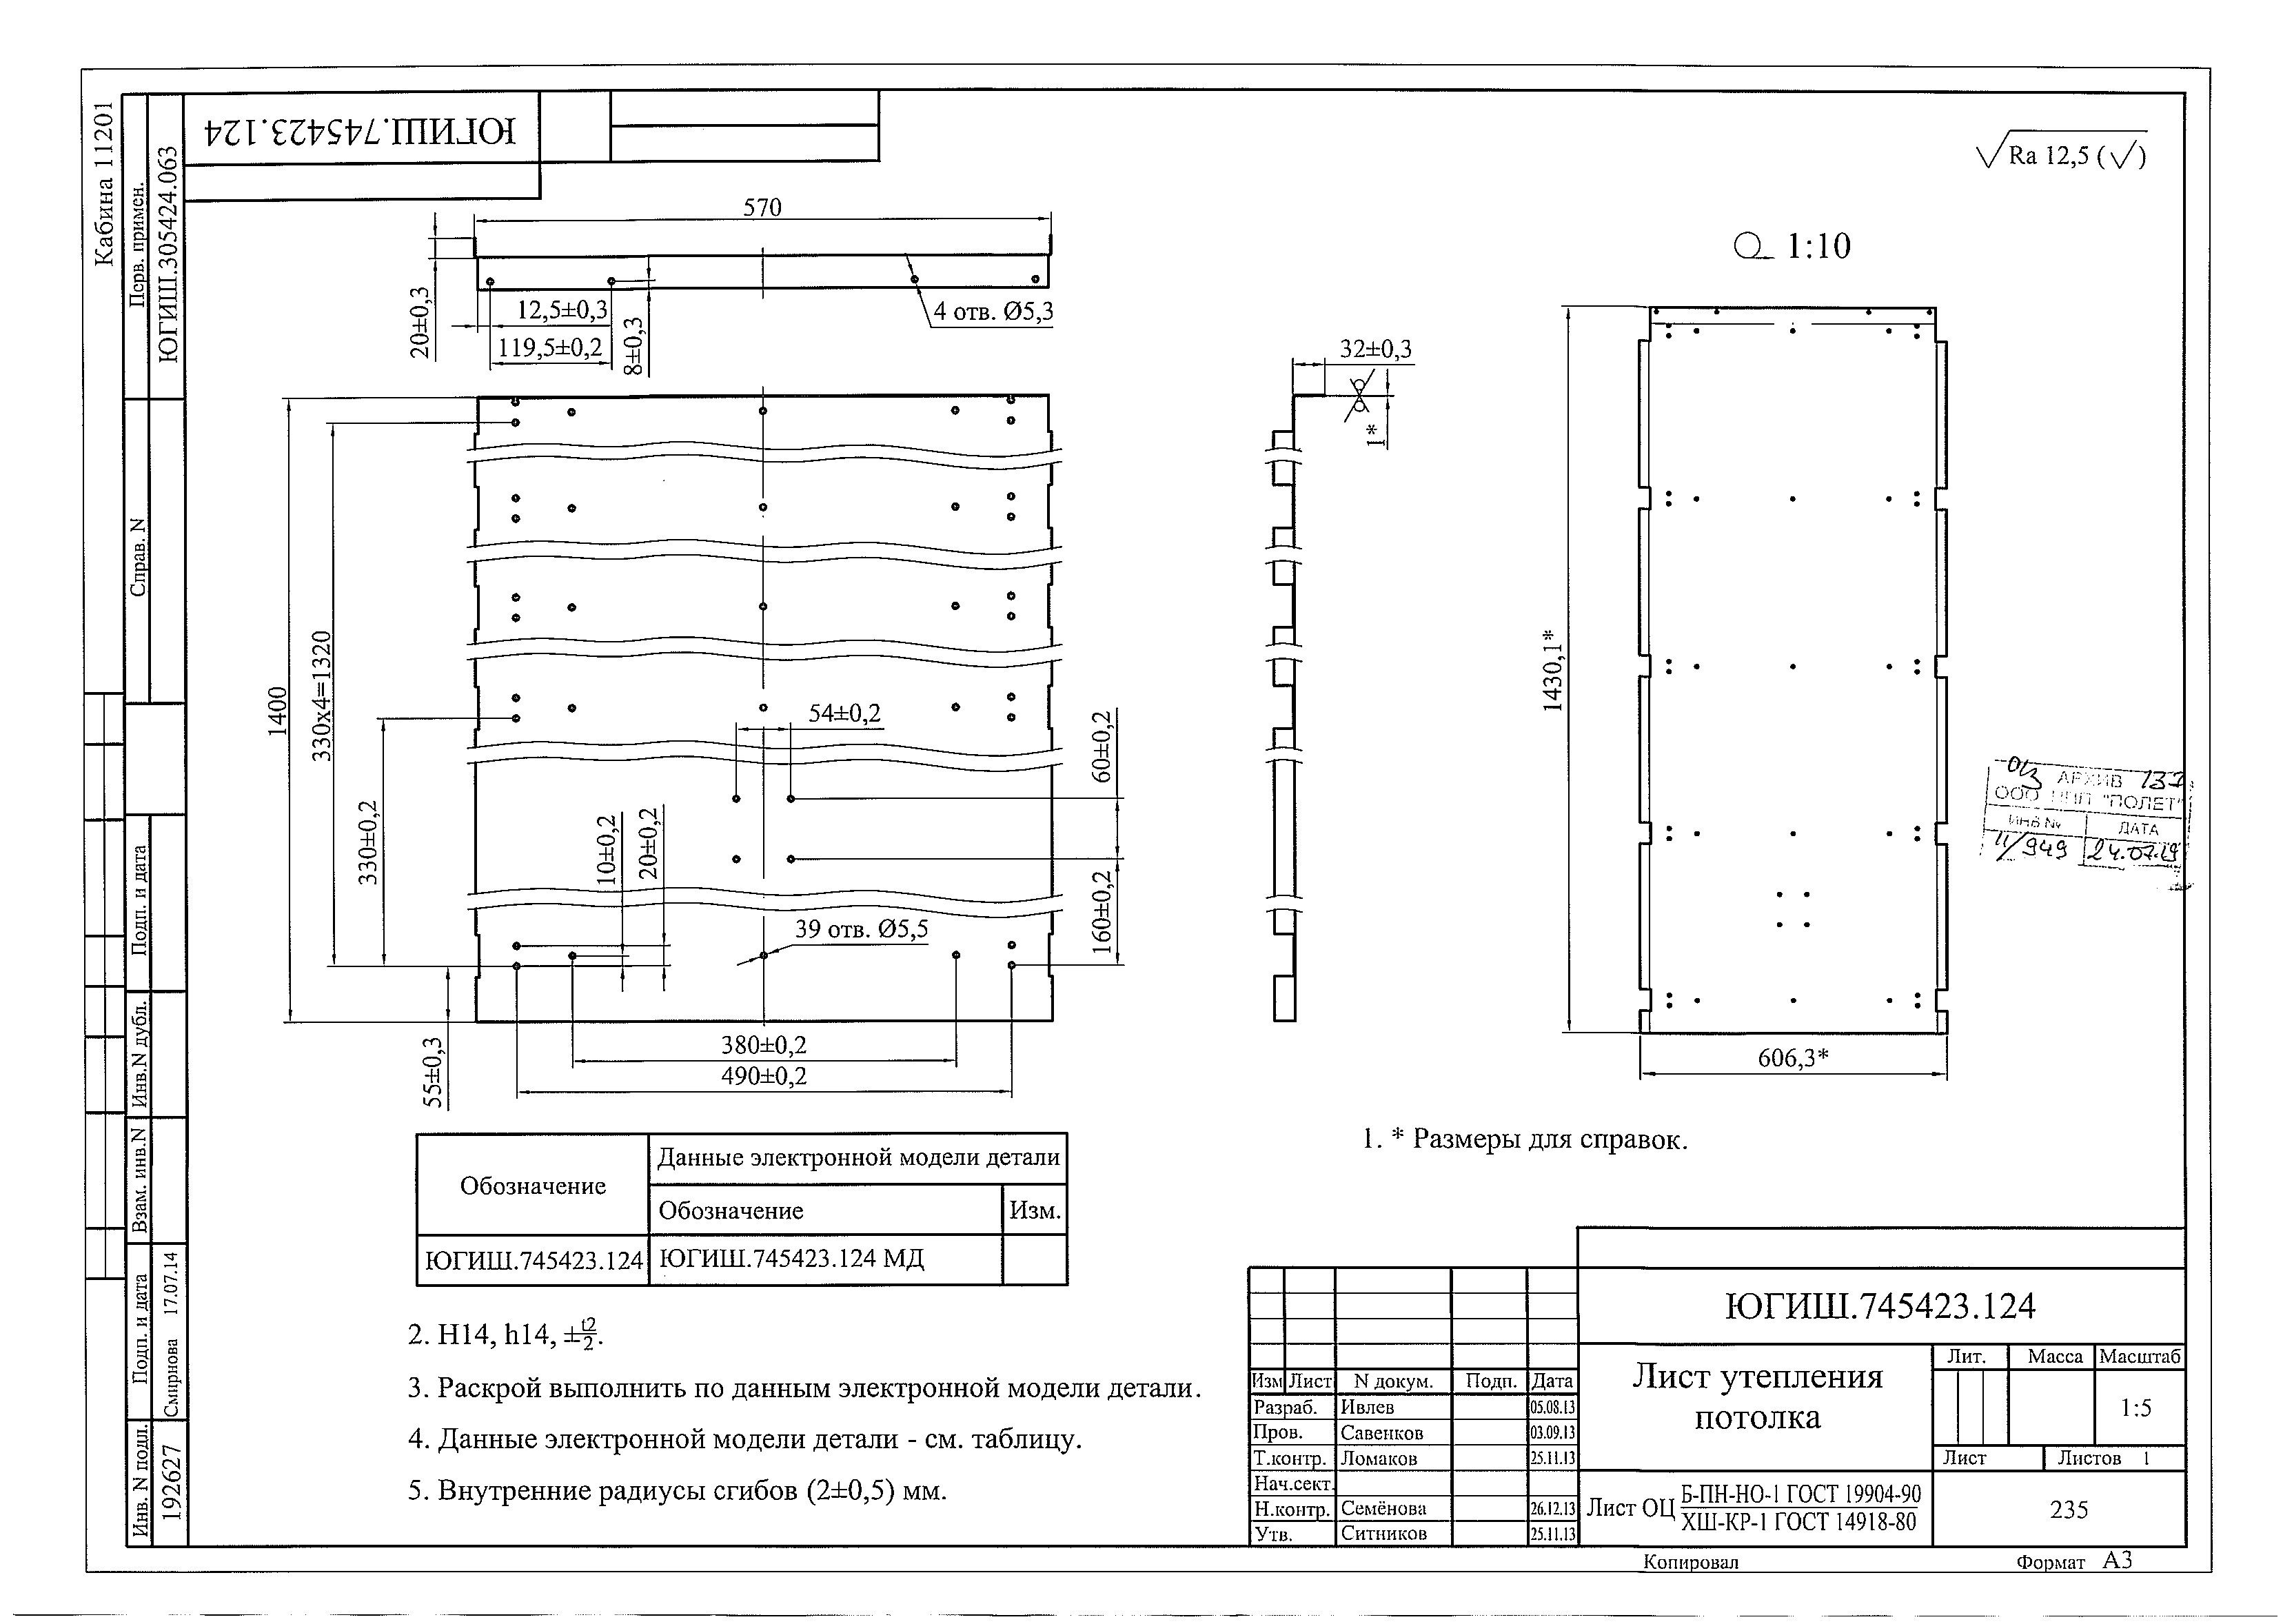 Кабина 11201
Перв. примен.
ЮГИШ.305424.063
Справ. N
Подп. и дата
Инв.N дубл.
Взам. инв.N
Подп. и дата
Смирнова 17.07.14
Инв. N подл.
192627
ЮГИШ.745423.124
√Ra 12,5 (√)
570
20±0,3
12,5±0,3
119,5±0,2
8±0,3
4 отв. Ø5,3
1:10
32±0,3
1*
1400
330x4=1320
330±0,2
55±0,3
54±0,2
60±0,2
160±0,2
10±0,2
20±0,2
39 отв. Ø5,5
380±0,2
490±0,2
1430,1*
606,3*
АРХИВ 137
ООО НПП "ПОЛЕТ"
ИНВ № ДАТА
11/949 24.07.19
Обозначение
Данные электронной модели детали
Обозначение Изм.
ЮГИШ.745423.124 ЮГИШ.745423.124 МД
1. * Размеры для справок.
2. H14, h14, ±t2/2.
3. Раскрой выполнить по данным электронной модели детали.
4. Данные электронной модели детали - см. таблицу.
5. Внутренние радиусы сгибов (2±0,5) мм.
ЮГИШ.745423.124
Лист утепления
потолка
Лит. Масса Масштаб
1:5
Лист Листов 1
Изм Лист N докум. Подп. Дата
Разраб. Ивлев 05.08.13
Пров. Савенков 03.09.13
Т.контр. Ломаков 25.11.13
Нач.сект.
Н.контр. Семёнова 26.12.13
Утв. Ситников 25.11.13
Лист ОЦ Б-ПН-НО-1 ГОСТ 19904-90
ХШ-КР-1 ГОСТ 14918-80
235
Копировал
Формат А3